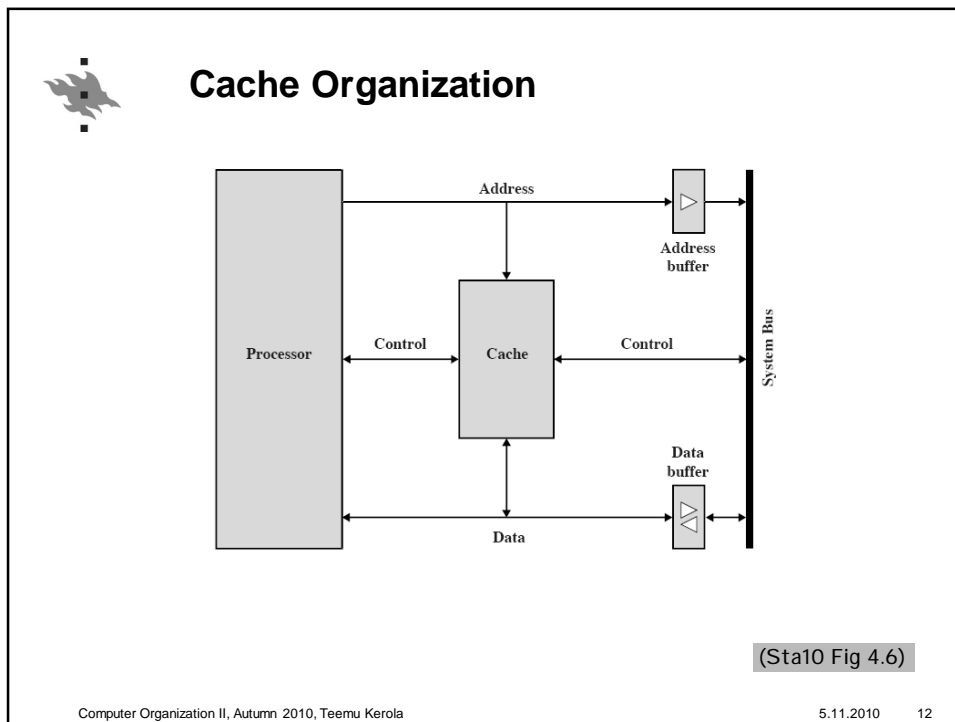 Cache Organization
Address
Address
buffer
Processor
Control
Cache
Control
System Bus
Data
buffer
Data
(Sta10 Fig 4.6)
Computer Organization II, Autumn 2010, Teemu Kerola
5.11.2010
12